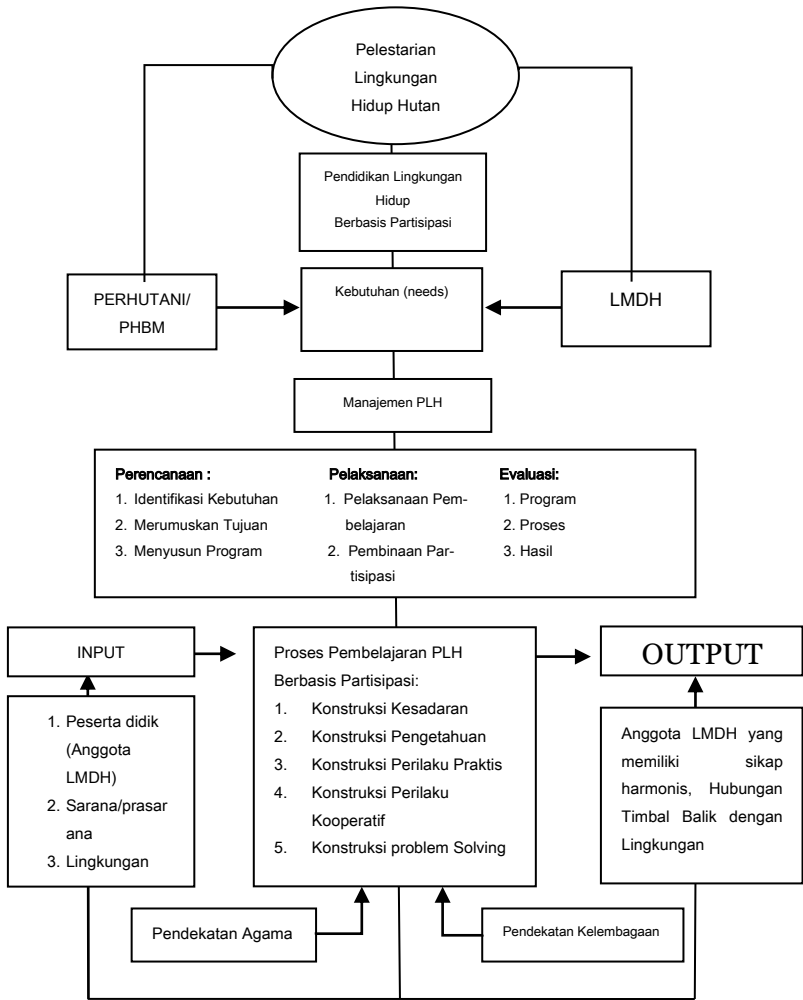 Pelestarian
Lingkungan
Hidup Hutan
Pendidikan Lingkungan
Hidup
Berbasis Partisipasi
PERHUTANI/
PHBM
Kebutuhan (needs)
LMDH
Manajemen PLH
Perencanaan :
1. Identifikasi Kebutuhan
2. Merumuskan Tujuan
3. Menyusun Program
Pelaksanaan:
1. Pelaksanaan Pem-
belajaran
2. Pembinaan Par-
tisipasi
Evaluasi:
1. Program
2. Proses
3. Hasil
INPUT
1. Peserta didik
(Anggota
LMDH)
2. Sarana/prasar
ana
3. Lingkungan
Proses Pembelajaran PLH
Berbasis Partisipasi:
1. Konstruksi Kesadaran
2. Konstruksi Pengetahuan
3. Konstruksi Perilaku Praktis
4. Konstruksi Perilaku
Kooperatif
5. Konstruksi problem Solving
OUTPUT
Anggota LMDH yang
memiliki sikap
harmonis, Hubungan
Timbal Balik dengan
Lingkungan
Pendekatan Agama
Pendekatan Kelembagaan